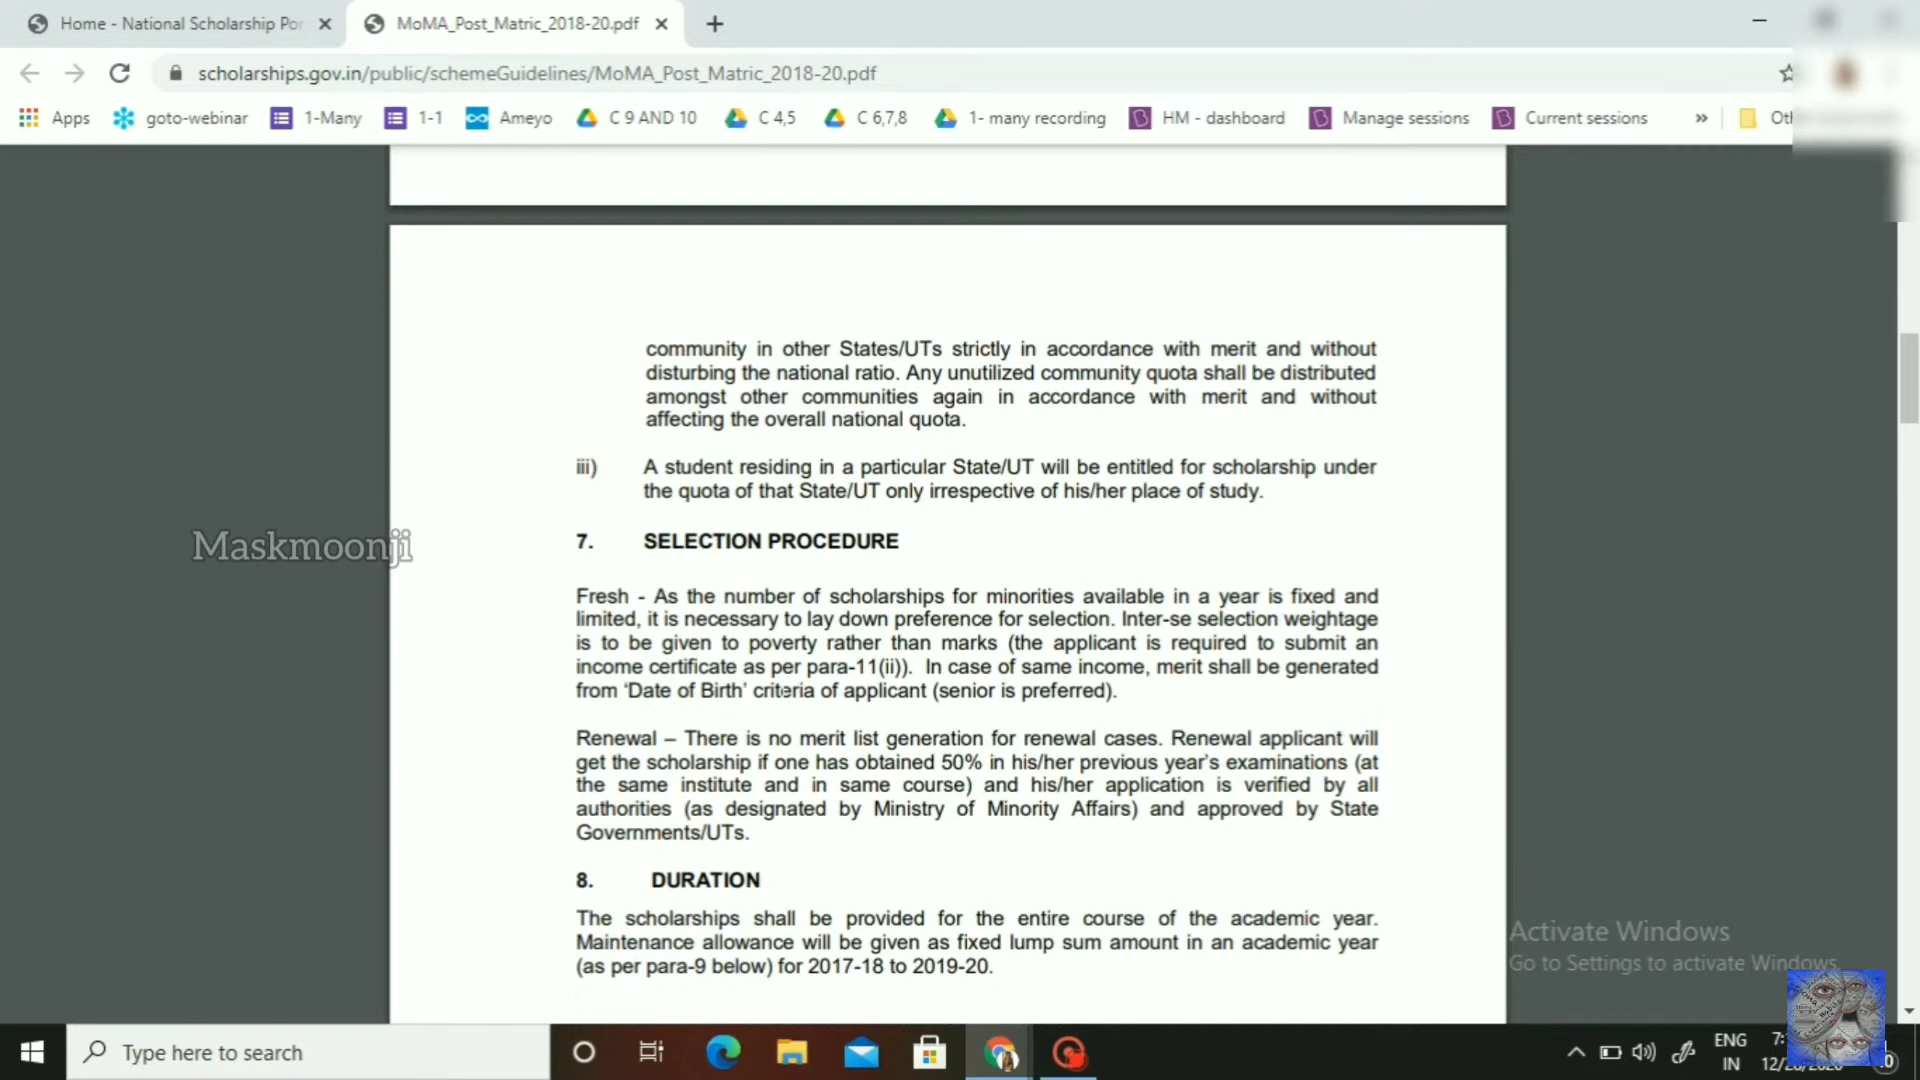 Home - National Scholarship Po
MoMA_Post_Matric_2018-20.pdf
scholarships.gov.in/public/schemeGuidelines/MoMA_Post_Matric_2018-20.pdf
Apps goto-webinar 1-Many 1-1 Ameyo C 9 AND 10 C 4,5 C 6,7,8 1- many recording HM - dashboard Manage sessions Current sessions » Ot
community in other States/UTs strictly in accordance with merit and without
disturbing the national ratio. Any unutilized community quota shall be distributed
amongst other communities again in accordance with merit and without
affecting the overall national quota.
iii) A student residing in a particular State/UT will be entitled for scholarship under
the quota of that State/UT only irrespective of his/her place of study.
7. SELECTION PROCEDURE
Maskmoonji
Fresh - As the number of scholarships for minorities available in a year is fixed and
limited, it is necessary to lay down preference for selection. Inter-se selection weightage
is to be given to poverty rather than marks (the applicant is required to submit an
income certificate as per para-11(ii)). In case of same income, merit shall be generated
from ‘Date of Birth’ criteria of applicant (senior is preferred).
Renewal – There is no merit list generation for renewal cases. Renewal applicant will
get the scholarship if one has obtained 50% in his/her previous year's examinations (at
the same institute and in same course) and his/her application is verified by all
authorities (as designated by Ministry of Minority Affairs) and approved by State
Governments/UTs.
8. DURATION
The scholarships shall be provided for the entire course of the academic year.
Maintenance allowance will be given as fixed lump sum amount in an academic year
(as per para-9 below) for 2017-18 to 2019-20.
Activate Windows
Go to Settings to activate Windows.
Type here to search
ENG
IN